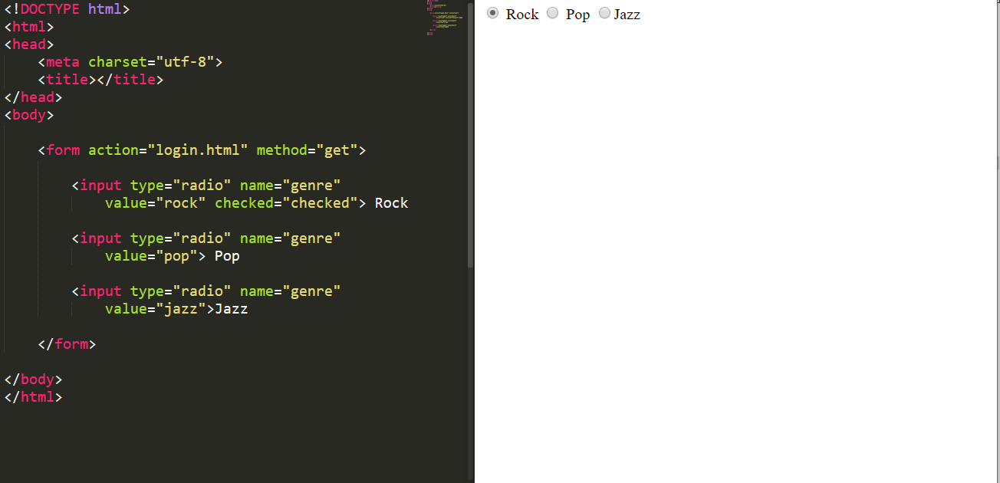 <!DOCTYPE html>
<html>
<head>
    <meta charset="utf-8">
    <title></title>
</head>
<body>
    <form action="login.html" method="get">
        <input type="radio" name="genre"
            value="rock" checked="checked"> Rock
        <input type="radio" name="genre"
            value="pop"> Pop
        <input type="radio" name="genre"
            value="jazz">Jazz
    </form>
</body>
</html>
Rock Pop Jazz